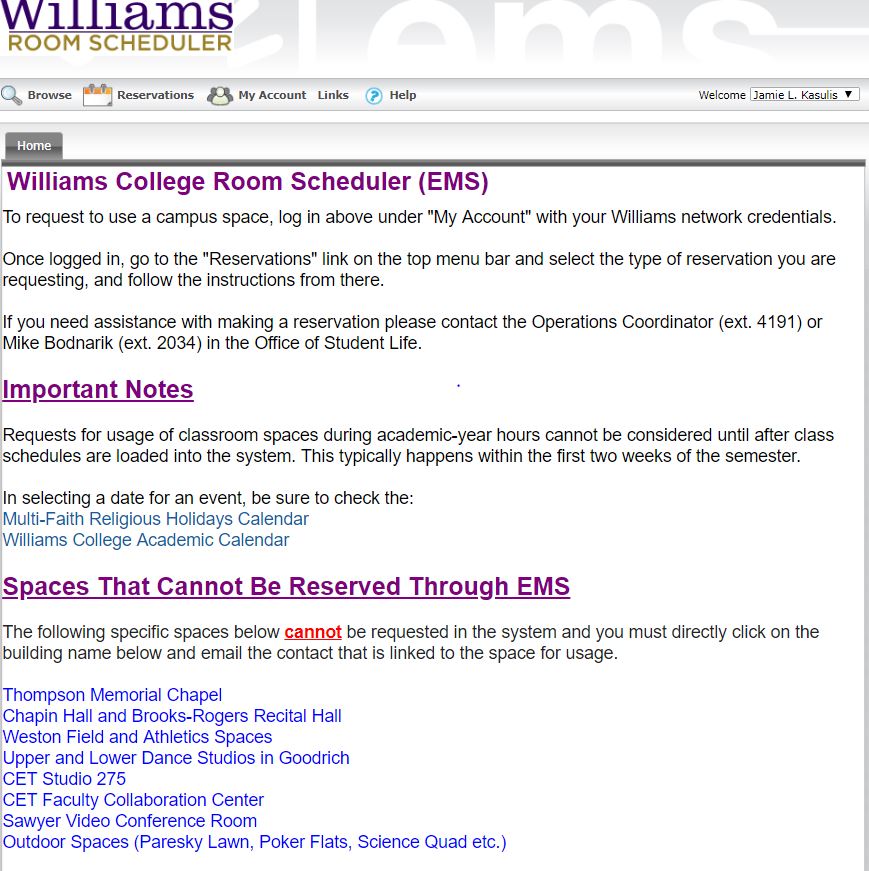 Williams
ROOM SCHEDULER
ems
Browse Reservations My Account Links ? Help Welcome Jamie L. Kasulis ▼
Home
Williams College Room Scheduler (EMS)
To request to use a campus space, log in above under "My Account" with your Williams network credentials.
Once logged in, go to the "Reservations" link on the top menu bar and select the type of reservation you are
requesting, and follow the instructions from there.
If you need assistance with making a reservation please contact the Operations Coordinator (ext. 4191) or
Mike Bodnarik (ext. 2034) in the Office of Student Life.
Important Notes
Requests for usage of classroom spaces during academic-year hours cannot be considered until after class
schedules are loaded into the system. This typically happens within the first two weeks of the semester.
In selecting a date for an event, be sure to check the:
Multi-Faith Religious Holidays Calendar
Williams College Academic Calendar
Spaces That Cannot Be Reserved Through EMS
The following specific spaces below cannot be requested in the system and you must directly click on the
building name below and email the contact that is linked to the space for usage.
Thompson Memorial Chapel
Chapin Hall and Brooks-Rogers Recital Hall
Weston Field and Athletics Spaces
Upper and Lower Dance Studios in Goodrich
CET Studio 275
CET Faculty Collaboration Center
Sawyer Video Conference Room
Outdoor Spaces (Paresky Lawn, Poker Flats, Science Quad etc.)